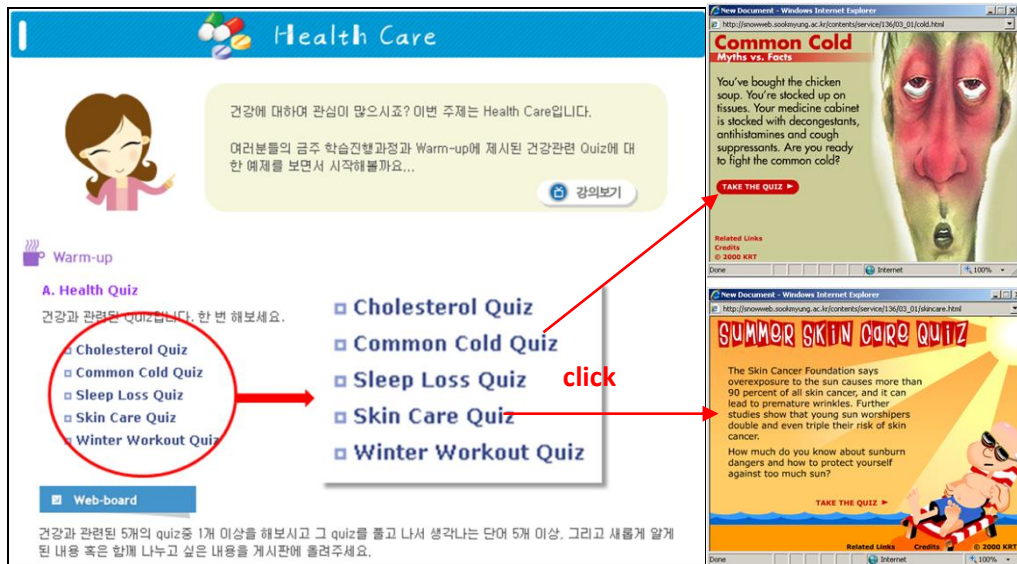 Health Care
건강에 대하여 관심이 많으시죠? 이번 주제는 Health Care입니다.
여러분들의 금주 학습진행과정과 Warm-up에 제시된 건강관련 Quiz에 대
한 예제를 보면서 시작해볼까요...
강의보기
Warm-up
A. Health Quiz
건강과 관련된 Quiz입니다. 한 번 해보세요.
Cholesterol Quiz
Common Cold Quiz
Sleep Loss Quiz
Skin Care Quiz
Winter Workout Quiz
Cholesterol Quiz
Common Cold Quiz
Sleep Loss Quiz
Skin Care Quiz
Winter Workout Quiz
click
Web-board
건강과 관련된 5개의 quiz중 1개 이상을 해보시고 그 quiz를 풀고 나서 생각나는 단어 5개 이상, 그리고 새롭게 알게
된 내용 혹은 함께 나누고 싶은 내용을 게시판에 올려주세요.
New Document - Windows Internet Explorer
http://snowweb.sookmyung.ac.kr/contents/service/136/03_01/cold.html
Common Cold
Myths vs. Facts
You've bought the chicken
soup. You're stocked up on
tissues. Your medicine cabinet
is stocked with decongestants,
antihistamines and cough
suppressants. Are you ready
to fight the common cold?
TAKE THE QUIZ
Related Links
Credits
© 2000 KRT
Done
Internet
100%
New Document - Windows Internet Explorer
http://snowweb.sookmyung.ac.kr/contents/service/136/03_01/skincare.html
SUMMER SKIN CARE QUIZ
The Skin Cancer Foundation says
overexposure to the sun causes more than
90 percent of all skin cancer, and it can
lead to premature wrinkles. Further
studies show that young sun worshipers
double and even triple their risk of skin
cancer.
How much do you know about sunburn
dangers and how to protect yourself
against too much sun?
TAKE THE QUIZ
Related Links Credits © 2000 KRT
Done
Internet
100%